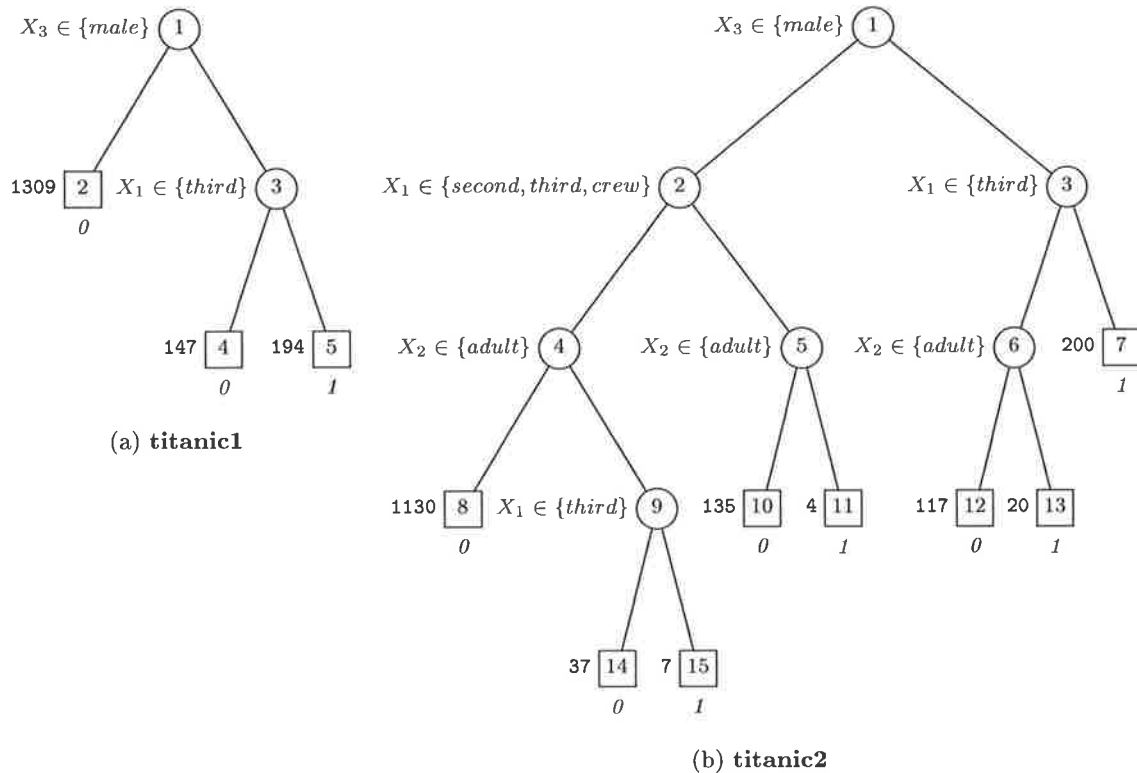 X₃ ∈ {male} 1
1309 2 X₁ ∈ {third} 3
0
147 4 194 5
0 1
(a) titanic1
X₃ ∈ {male} 1
X₁ ∈ {second, third, crew} 2 X₁ ∈ {third} 3
X₂ ∈ {adult} 4 X₂ ∈ {adult} 5 X₂ ∈ {adult} 6 200 7
1
1130 8 X₁ ∈ {third} 9 135 10 4 11 117 12 20 13
0 0 1 0 1
37 14 7 15
0 1
(b) titanic2